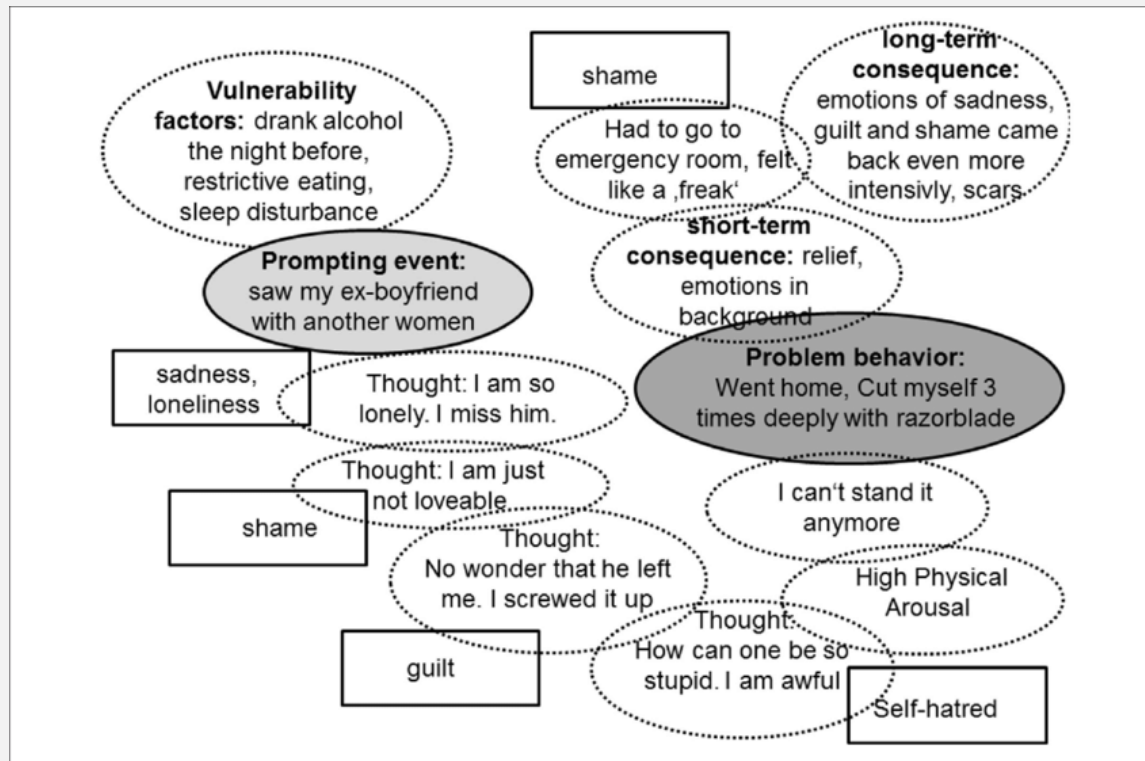 Vulnerability
factors: drank alcohol
the night before,
restrictive eating,
sleep disturbance
Prompting event:
saw my ex-boyfriend
with another women
sadness,
loneliness
Thought: I am so
lonely. I miss him.
Thought: I am just
not loveable
shame
Thought:
No wonder that he left
me. I screwed it up
guilt
Thought:
How can one be so
stupid. I am awful
Self-hatred
High Physical
Arousal
I can‘t stand it
anymore
Problem behavior:
Went home, Cut myself 3
times deeply with razorblade
short-term
consequence: relief,
emotions in
background
Had to go to
emergency room, felt
like a ‚freak‘
shame
long-term
consequence:
emotions of sadness,
guilt and shame came
back even more
intensivly, scars